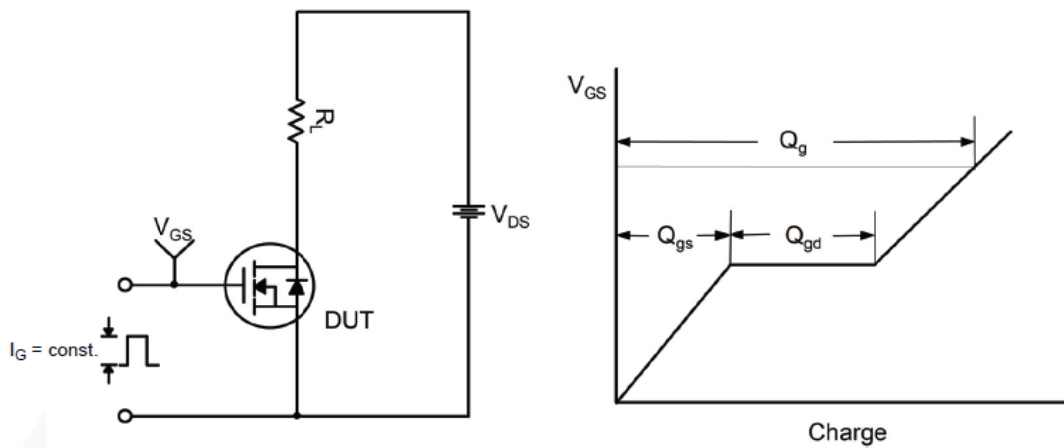 R_L
V_GS
V_DS
DUT
I_G = const.
V_GS
Q_g
Q_gs
Q_gd
Charge